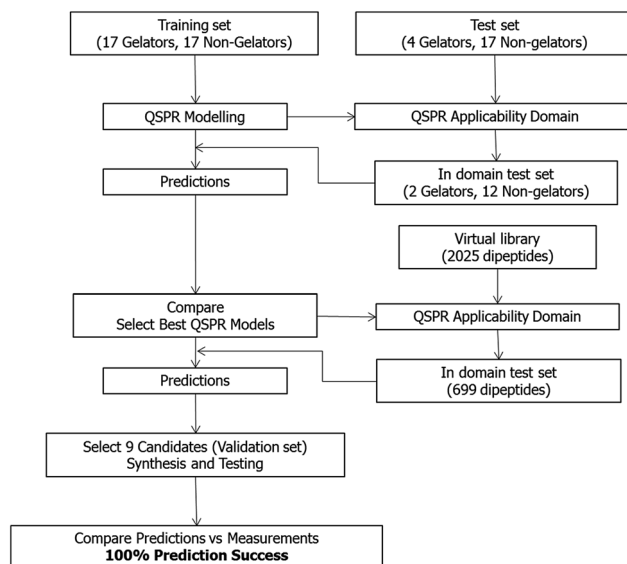 Training set
(17 Gelators, 17 Non-Gelators)
Test set
(4 Gelators, 17 Non-gelators)
QSPR Modelling
QSPR Applicability Domain
Predictions
In domain test set
(2 Gelators, 12 Non-gelators)
Virtual library
(2025 dipeptides)
Compare
Select Best QSPR Models
QSPR Applicability Domain
Predictions
In domain test set
(699 dipeptides)
Select 9 Candidates (Validation set)
Synthesis and Testing
Compare Predictions vs Measurements
100% Prediction Success